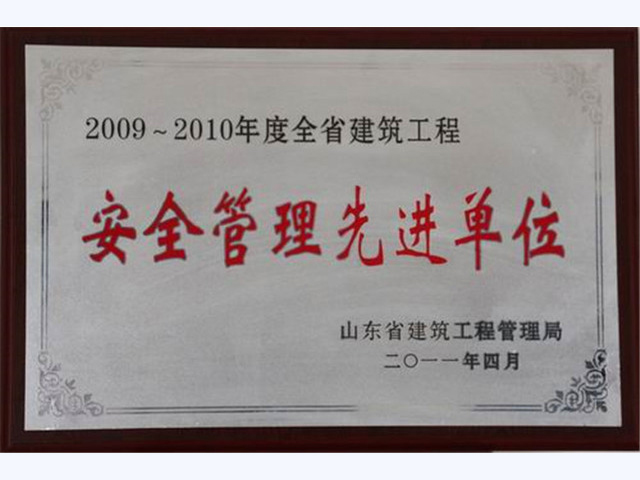 2009~2010年度全省建筑工程
安全管理先进单位
山东省建筑工程管理局
二〇一一年四月